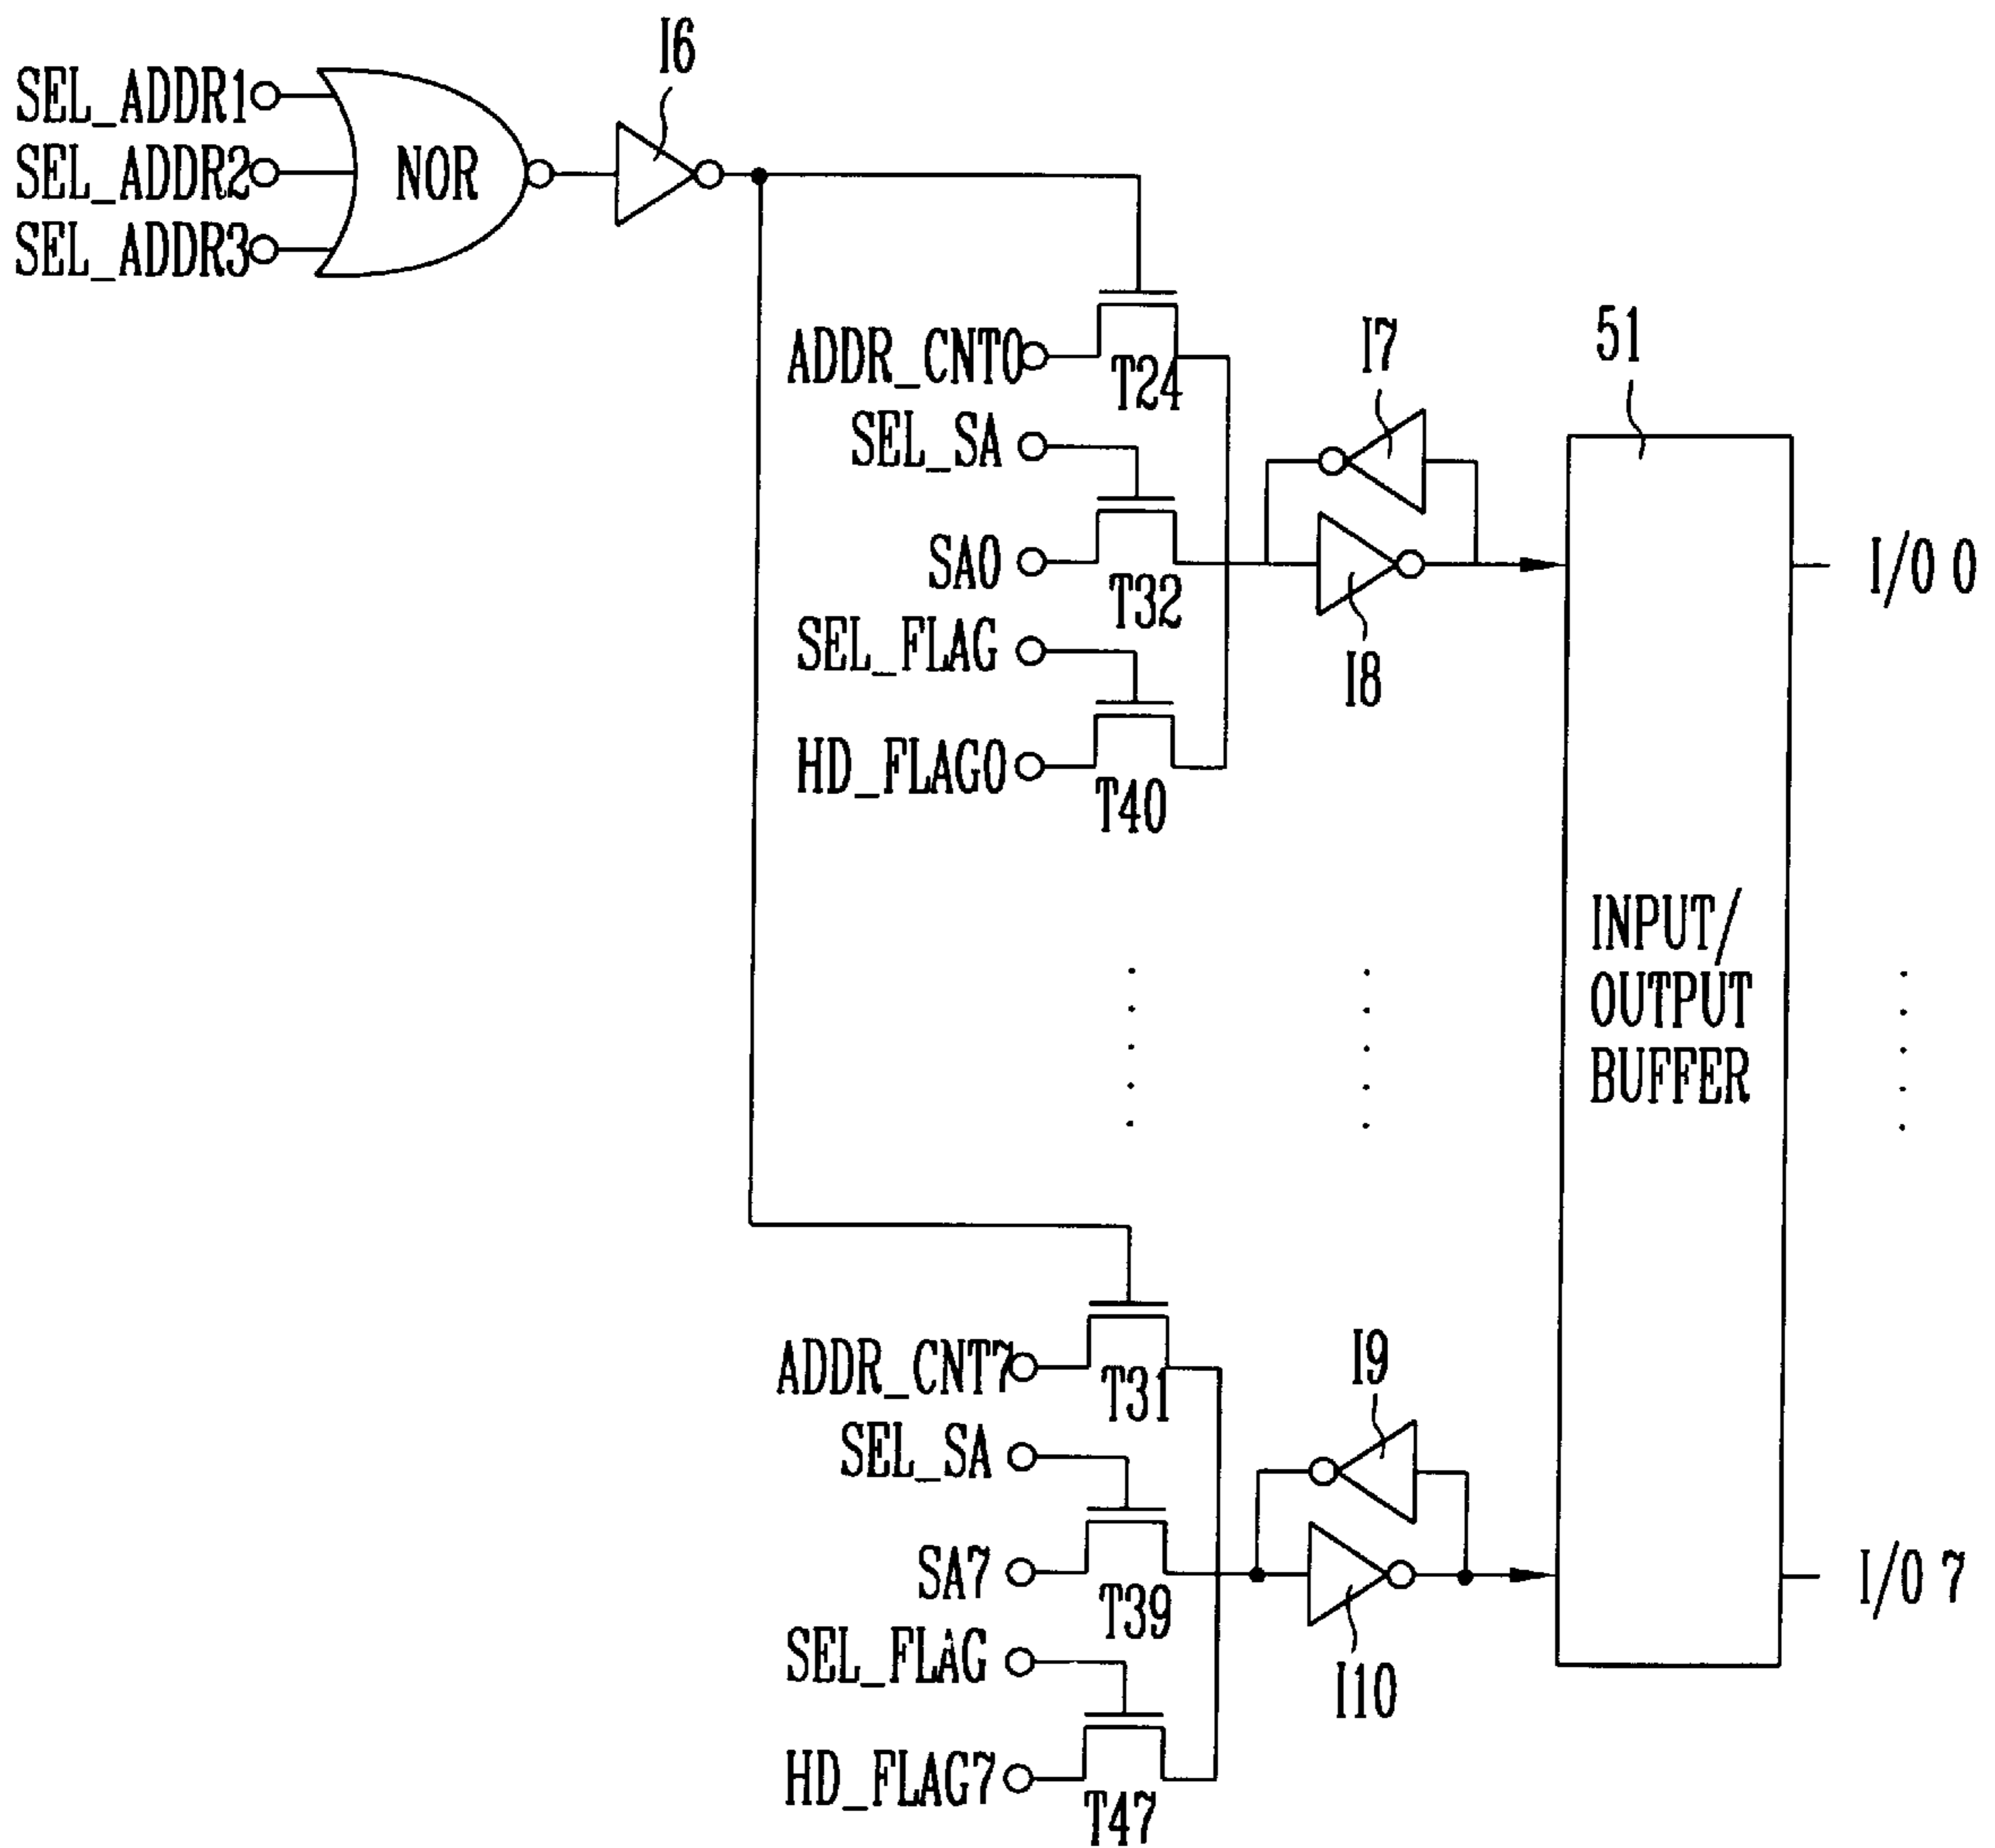 I6
SEL_ADDR1
SEL_ADDR2
SEL_ADDR3
NOR
ADDR_CNT0
T24
SEL_SA
SA0
T32
SEL_FLAG
HD_FLAG0
T40
I7
I8
51
I/O 0
INPUT/
OUTPUT
BUFFER
ADDR_CNT7
T31
SEL_SA
SA7
T39
SEL_FLAG
HD_FLAG7
T47
I9
I10
I/O 7